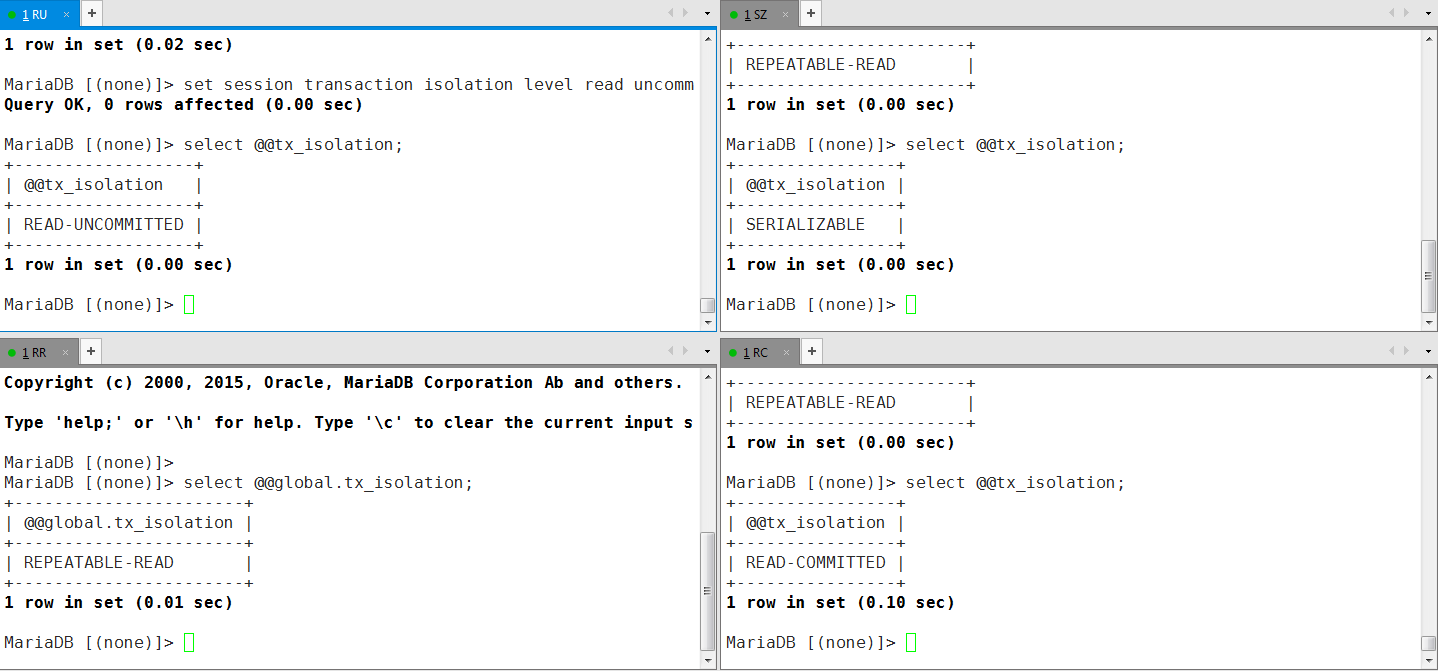 1 RU × +
1 row in set (0.02 sec)
MariaDB [(none)]> set session transaction isolation level read uncomm
Query OK, 0 rows affected (0.00 sec)
MariaDB [(none)]> select @@tx_isolation;
+------------------+
| @@tx_isolation   |
+------------------+
| READ-UNCOMMITTED |
+------------------+
1 row in set (0.00 sec)
MariaDB [(none)]>
1 SZ × +
+-----------------------+
| REPEATABLE-READ       |
+-----------------------+
1 row in set (0.00 sec)
MariaDB [(none)]> select @@tx_isolation;
+----------------+
| @@tx_isolation |
+----------------+
| SERIALIZABLE   |
+----------------+
1 row in set (0.00 sec)
MariaDB [(none)]>
1 RR × +
Copyright (c) 2000, 2015, Oracle, MariaDB Corporation Ab and others.
Type 'help;' or '\h' for help. Type '\c' to clear the current input s
MariaDB [(none)]>
MariaDB [(none)]> select @@global.tx_isolation;
+-----------------------+
| @@global.tx_isolation |
+-----------------------+
| REPEATABLE-READ       |
+-----------------------+
1 row in set (0.01 sec)
MariaDB [(none)]>
1 RC × +
+-----------------------+
| REPEATABLE-READ       |
+-----------------------+
1 row in set (0.00 sec)
MariaDB [(none)]> select @@tx_isolation;
+----------------+
| @@tx_isolation |
+----------------+
| READ-COMMITTED |
+----------------+
1 row in set (0.10 sec)
MariaDB [(none)]>